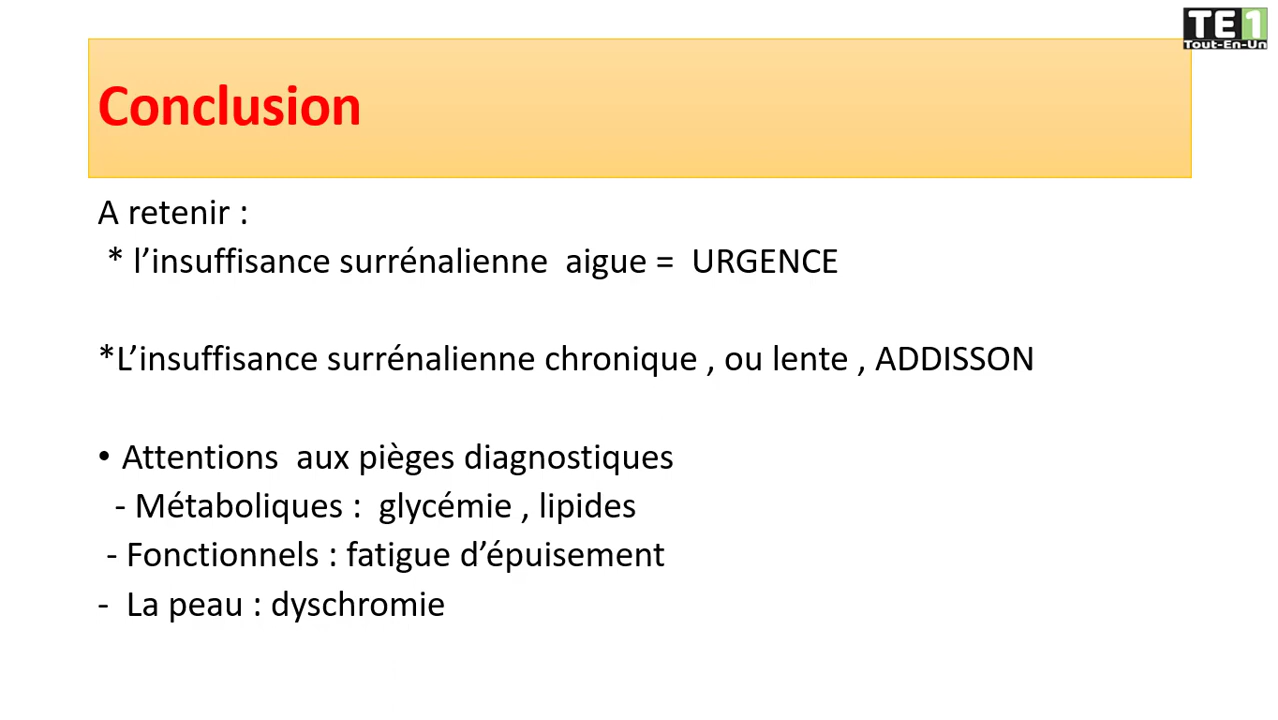 TE1
Tout-En-Un
Conclusion
A retenir :
* l’insuffisance surrénalienne aigue = URGENCE
*L’insuffisance surrénalienne chronique , ou lente , ADDISSON
• Attentions aux pièges diagnostiques
- Métaboliques : glycémie , lipides
- Fonctionnels : fatigue d’épuisement
- La peau : dyschromie